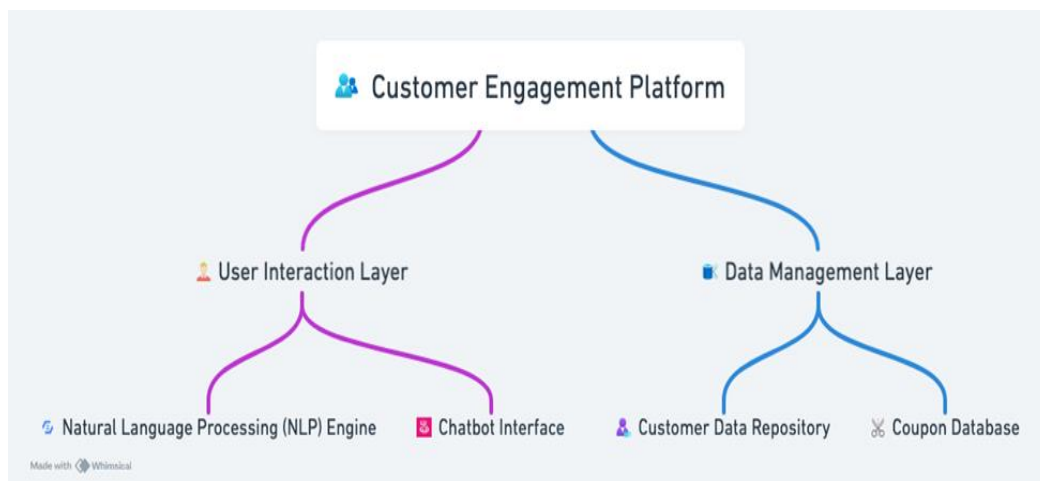 Customer Engagement Platform
User Interaction Layer
Data Management Layer
Natural Language Processing (NLP) Engine
Chatbot Interface
Customer Data Repository
Coupon Database
Made with Whimsical